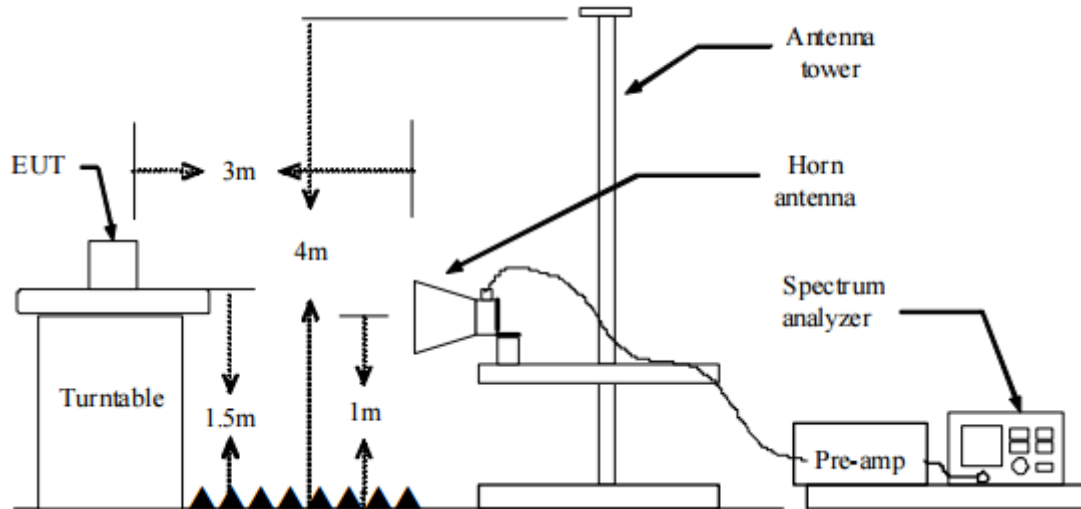 Antenna
tower
EUT
3m
Horn
antenna
4m
Spectrum
analyzer
Turntable
1.5m
1m
Pre-amp